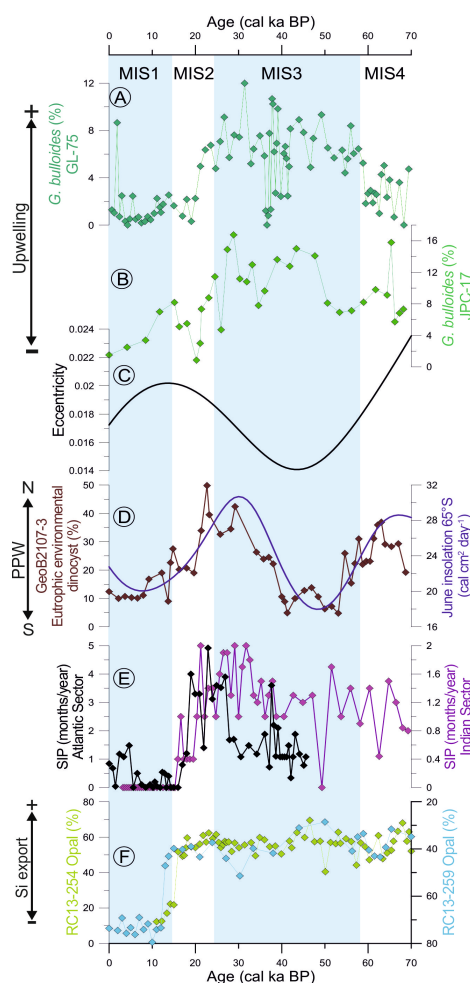 Age (cal ka BP)
0 10 20 30 40 50 60 70
MIS1 MIS2 MIS3 MIS4
A
12
8
4
0
G. bulloides (%)
GL-75
+
Upwelling
B
16
12
8
4
0
G. bulloides (%)
JPC-17
C
0.024
0.022
0.02
0.018
0.016
0.014
Eccentricity
N
PPW
S
D
50
40
30
20
10
0
GeoB2107-3
Eutrophic environmental
dinocyst (%)
32
28
24
20
16
June insolation 65°S
(cal cm² day⁻¹)
E
5
4
3
2
1
0
SIP (months/year)
Atlantic Sector
2
1.6
1.2
0.8
0.4
0
SIP (months/year)
Indian Sector
+
Si export
-
F
80
60
40
20
0
RC13-254 Opal (%)
20
40
60
80
RC13-259 Opal (%)
0 10 20 30 40 50 60 70
Age (cal ka BP)